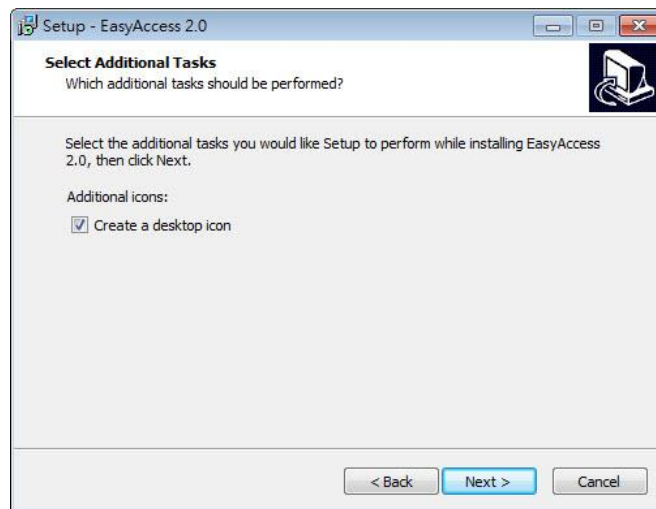 Setup - EasyAccess 2.0
Select Additional Tasks
Which additional tasks should be performed?
Select the additional tasks you would like Setup to perform while installing EasyAccess
2.0, then click Next.
Additional icons:
Create a desktop icon
< Back Next > Cancel